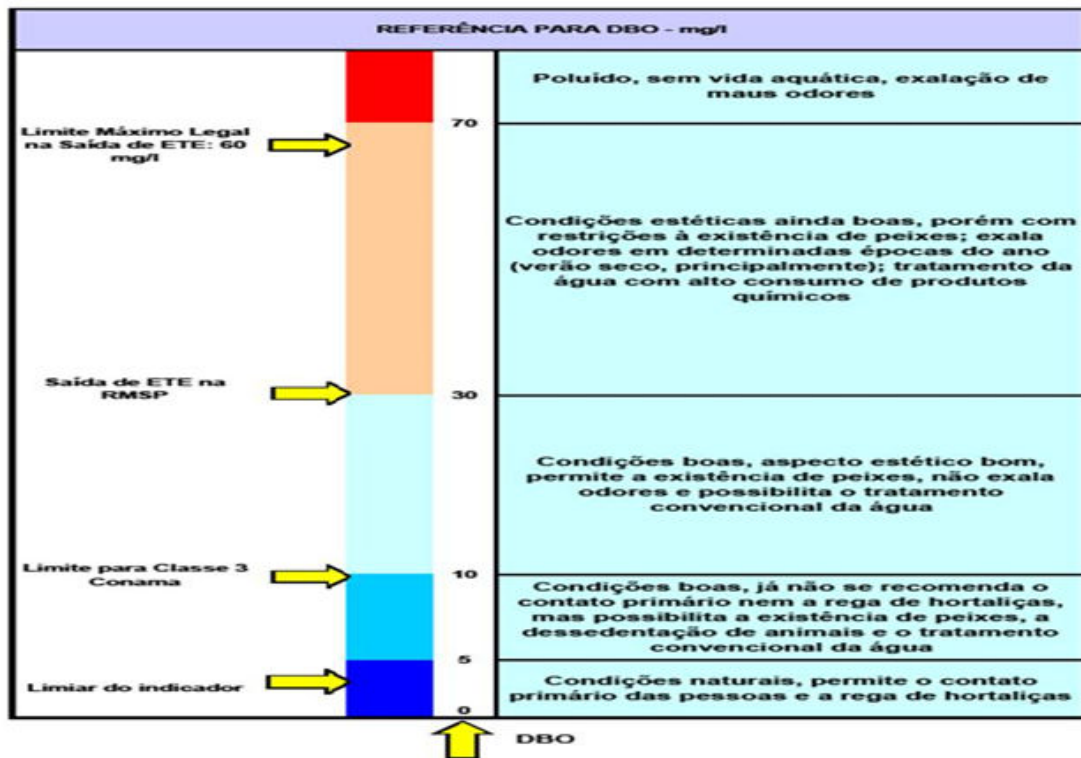 REFERÊNCIA PARA DBO - mg/l
Poluído, sem vida aquática, exalação de
maus odores
70
Limite Máximo Legal
na Saída de ETE: 60
mg/l
Condições estéticas ainda boas, porém com
restrições à existência de peixes; exala
odores em determinadas épocas do ano
(verão seco, principalmente); tratamento da
água com alto consumo de produtos
químicos
Saída de ETE na
RMSP
30
Condições boas, aspecto estético bom,
permite a existência de peixes, não exala
odores e possibilita o tratamento
convencional da água
Limite para Classe 3
Conama
10
Condições boas, já não se recomenda o
contato primário nem a rega de hortaliças,
mas possibilita a existência de peixes, a
dessedentação de animais e o tratamento
convencional da água
5
Limiar do indicador
Condições naturais, permite o contato
primário das pessoas e a rega de hortaliças
0
DBO